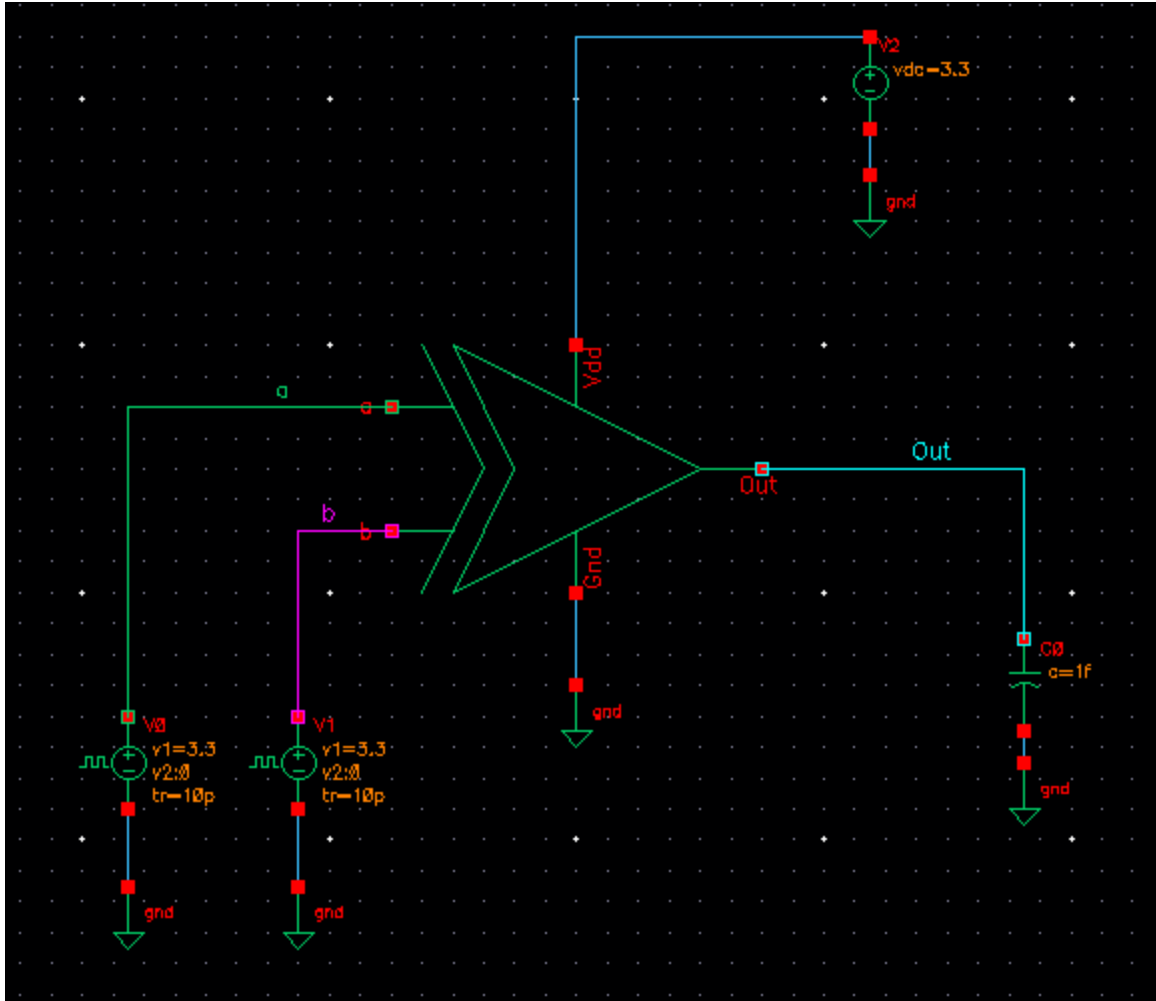 V2
vdc=3.3
gnd
Vdd
a
a
Out
Out
b
b
Gnd
gnd
C0
c=1f
gnd
V0
v1=3.3
v2:0
tr=10p
gnd
V1
v1=3.3
v2:0
tr=10p
gnd